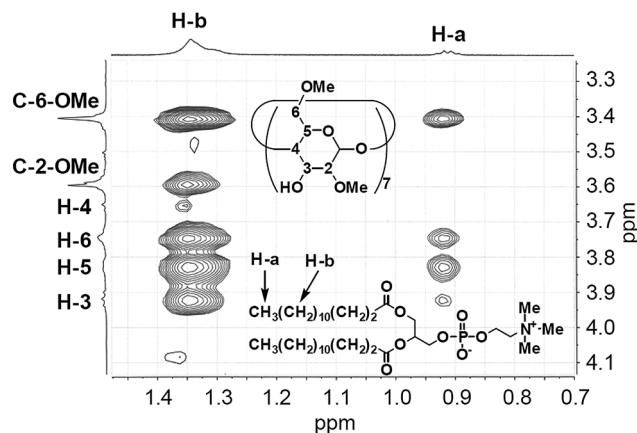 H-b
H-a
C-6-OMe
C-2-OMe
H-4
H-6
H-5
H-3
3.3
3.4
3.5
3.6
3.7
3.8
3.9
4.0
4.1
ppm
OMe
6
5
O
4
O
3
2
HO
OMe
7
H-a
H-b
CH3(CH2)10(CH2)2
O
O
CH3(CH2)10(CH2)2
O
O
O
O
P
O
O-
N+
Me
Me
Me
1.4
1.3
1.2
1.1
1.0
0.9
0.8
0.7
ppm